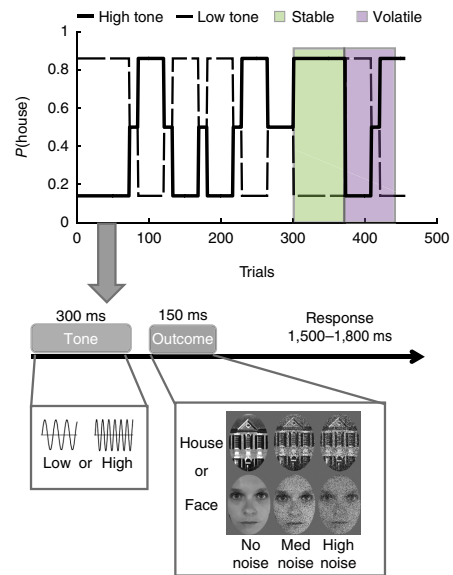 High tone Low tone Stable Volatile
1
0.8
0.6
0.4
0.2
0
P(house)
0 100 200 300 400 500
Trials
300 ms 150 ms Response
1,500–1,800 ms
Tone Outcome
Low or High
House
or
Face
No Med High
noise noise noise